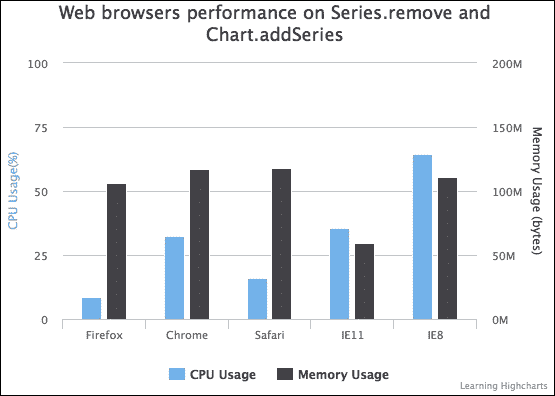 Web browsers performance on Series.remove and
Chart.addSeries
100
200M
75
150M
50
100M
25
50M
0
0M
CPU Usage(%)
Memory Usage (bytes)
Firefox
Chrome
Safari
IE11
IE8
CPU Usage
Memory Usage
Learning Highcharts